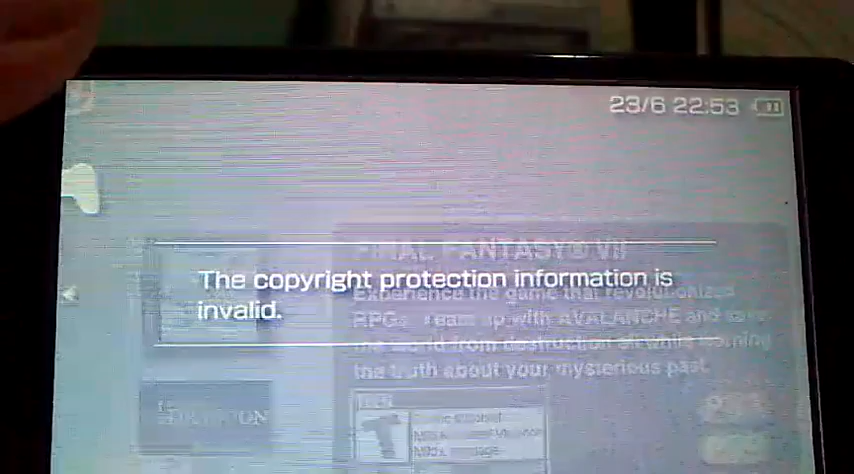 23/6 22:53
FINAL FANTASY® VII
The copyright protection information is
invalid.
Experience the game that revolutionized
RPGs. Team up with AVALANCHE and save
the world from destruction all while learning
the truth about your mysterious past.